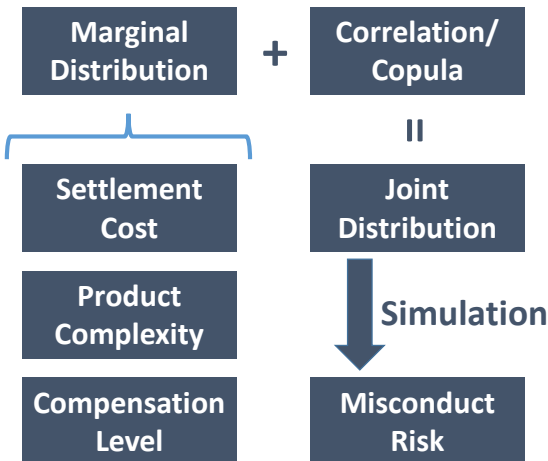 Marginal
Distribution
+
Correlation/
Copula
=
Settlement
Cost
Joint
Distribution
Product
Complexity
Simulation
Compensation
Level
Misconduct
Risk